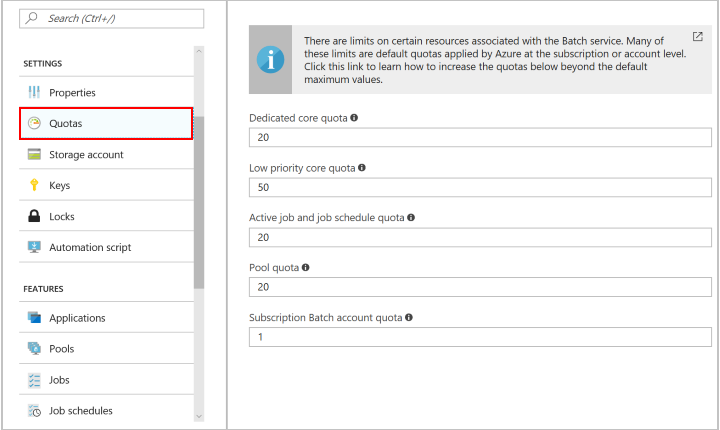 Search (Ctrl+/)
SETTINGS
Properties
Quotas
Storage account
Keys
Locks
Automation script
FEATURES
Applications
Pools
Jobs
Job schedules
There are limits on certain resources associated with the Batch service. Many of
these limits are default quotas applied by Azure at the subscription or account level.
Click this link to learn how to increase the quotas below beyond the default
maximum values.
Dedicated core quota
20
Low priority core quota
50
Active job and job schedule quota
20
Pool quota
20
Subscription Batch account quota
1